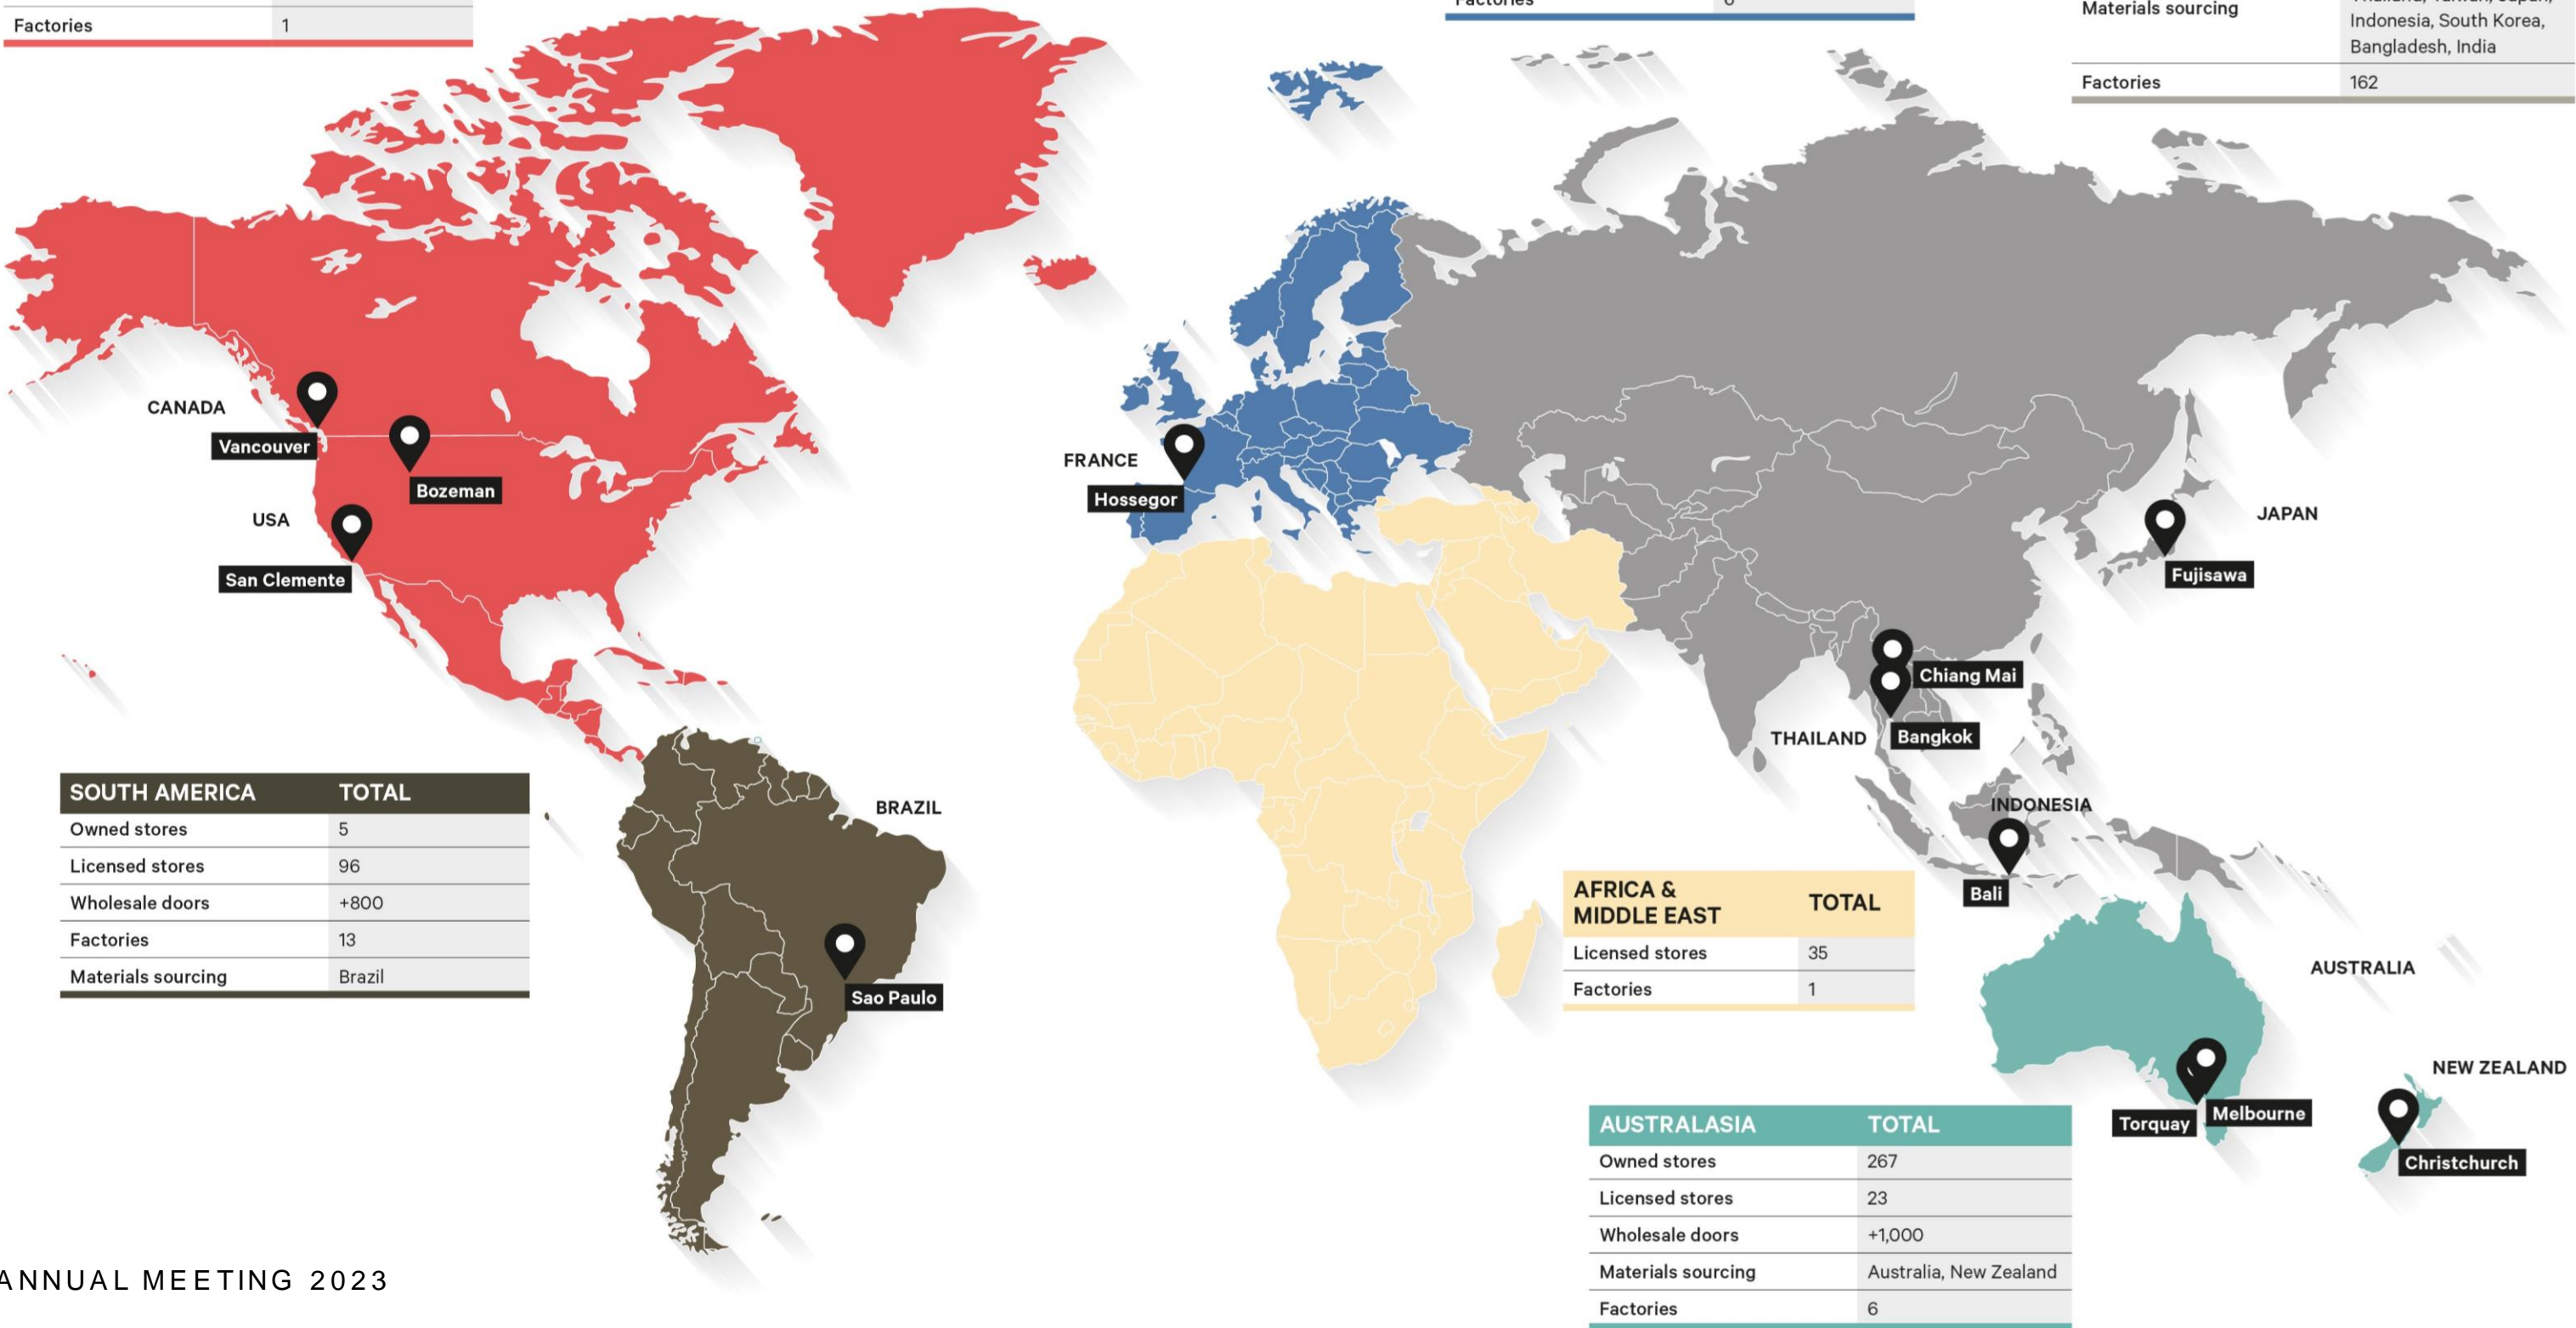 Factories 1
Factories
Materials sourcing
Indonesia, South Korea,
Bangladesh, India
Factories 162
CANADA
Vancouver
Bozeman
USA
San Clemente
FRANCE
Hossegor
JAPAN
Fujisawa
Chiang Mai
THAILAND
Bangkok
INDONESIA
Bali
BRAZIL
Sao Paulo
SOUTH AMERICA TOTAL
Owned stores 5
Licensed stores 96
Wholesale doors +800
Factories 13
Materials sourcing Brazil
AFRICA &
MIDDLE EAST TOTAL
Licensed stores 35
Factories 1
AUSTRALIA
NEW ZEALAND
Torquay
Melbourne
Christchurch
AUSTRALASIA TOTAL
Owned stores 267
Licensed stores 23
Wholesale doors +1,000
Materials sourcing Australia, New Zealand
Factories 6
ANNUAL MEETING 2023